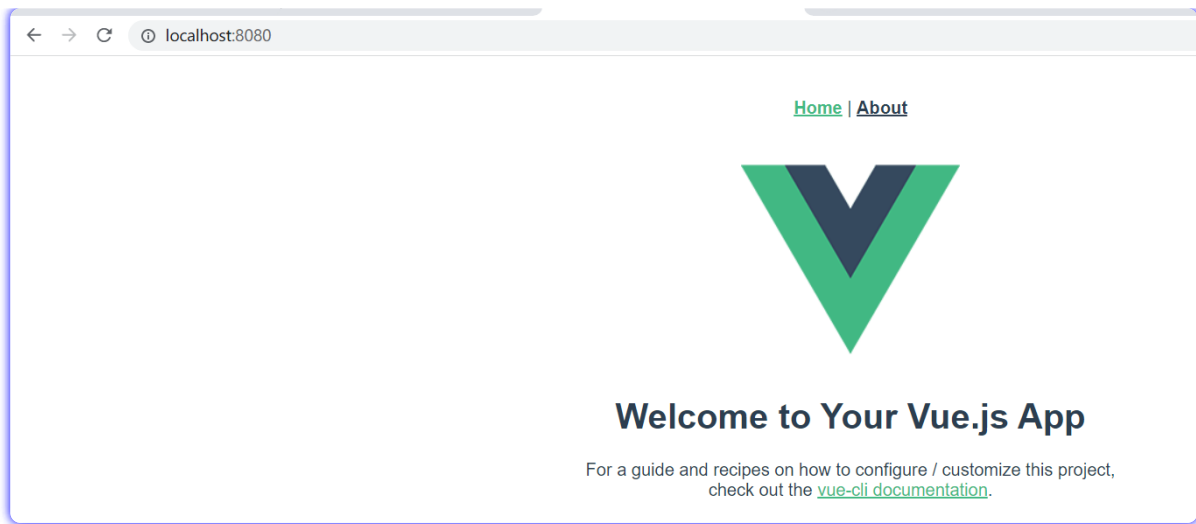 localhost:8080
Home | About
Welcome to Your Vue.js App
For a guide and recipes on how to configure / customize this project,
check out the vue-cli documentation.